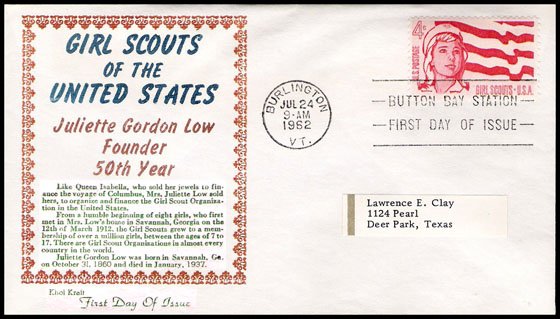 GIRL SCOUTS
OF THE
UNITED STATES
Juliette Gordon Low
Founder
50th Year
Like Queen Isabella, who sold her jewels to fin-
ance the voyage of Columbus, Mrs. Juliette Low sold
hers, to organize and finance the Girl Scout Organisa-
tion in the United States.
From a humble beginning of eight girls, who first
met in Mrs. Low's house in Savannah, Georgia on the
12th of March 1912, the Girl Scouts grew to a mem-
bership of over a million girls, between the ages of 7 to
17. There are Girl Scout Organisations in almost every
country in the world.
Juliette Gordon Low was born in Savannah, Ga.
on October 31, 1860 and died in January, 1927.
Khol Kraft
First Day Of Issue
BURLINGTON
JUL 24
9-AM
1962
VT.
4¢
U.S. POSTAGE
GIRL SCOUTS · U.S.A.
BUTTON BAY STATION
FIRST DAY OF ISSUE
Lawrence E. Clay
1124 Pearl
Deer Park, Texas